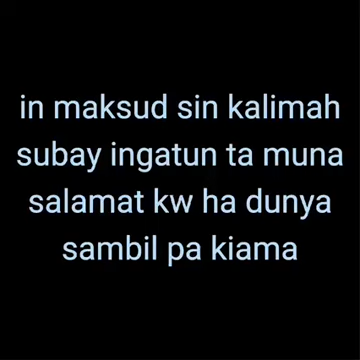 in maksud sin kalimah
subay ingatun ta muna
salamat kw ha dunya
sambil pa kiama